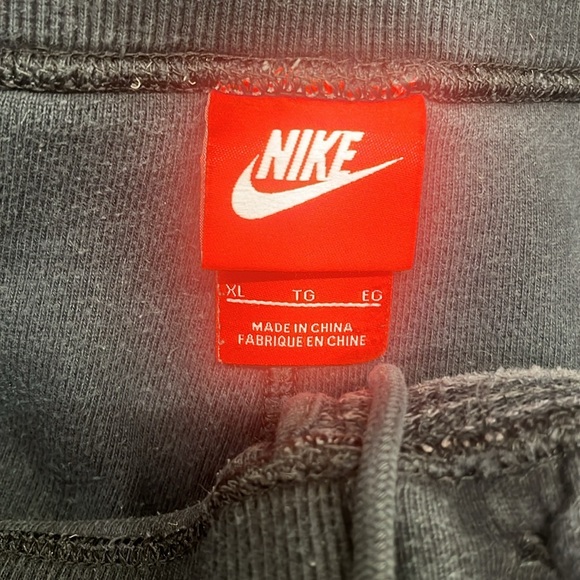 NIKE
XL TG EG
MADE IN CHINA
FABRIQUE EN CHINE